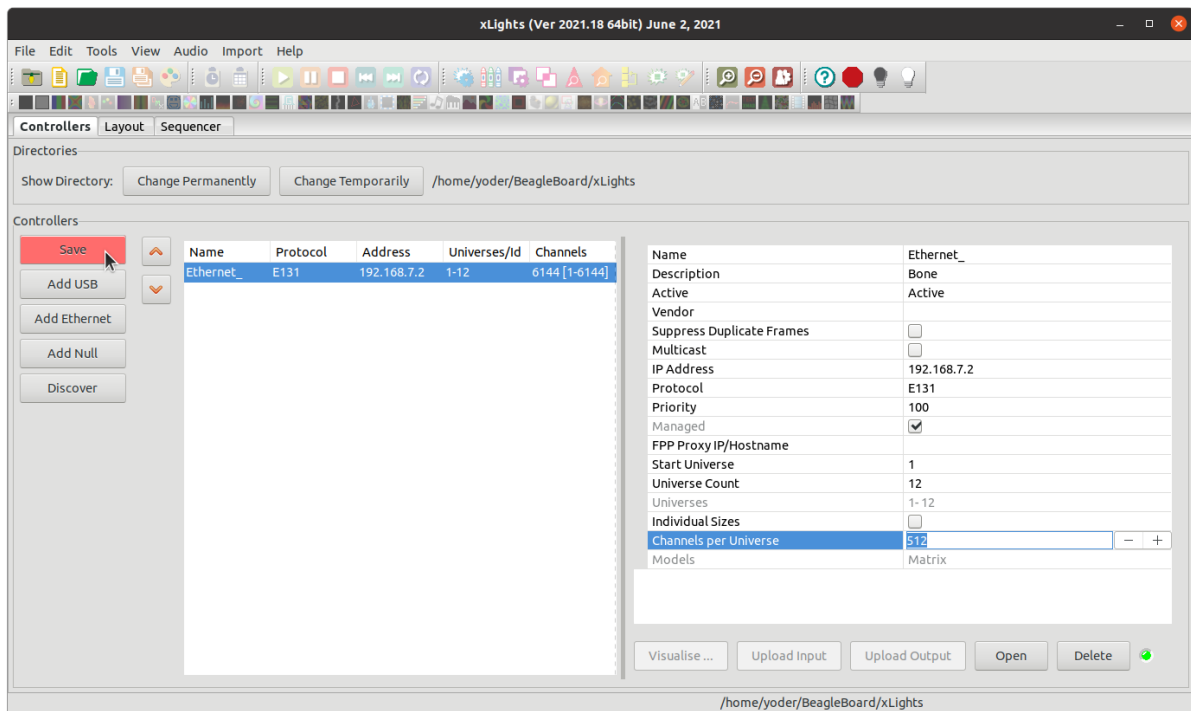 xLights (Ver 2021.18 64bit) June 2, 2021
File Edit Tools View Audio Import Help
Controllers Layout Sequencer
Directories
Show Directory: Change Permanently Change Temporarily /home/yoder/BeagleBoard/xLights
Controllers
Save
Add USB
Add Ethernet
Add Null
Discover
Name Protocol Address Universes/Id Channels
Ethernet_ E131 192.168.7.2 1-12 6144 [1-6144]
Name Ethernet_
Description Bone
Active Active
Vendor
Suppress Duplicate Frames
Multicast
IP Address 192.168.7.2
Protocol E131
Priority 100
Managed
FPP Proxy IP/Hostname
Start Universe 1
Universe Count 12
Universes 1- 12
Individual Sizes
Channels per Universe 512
Models Matrix
Visualise ... Upload Input Upload Output Open Delete
/home/yoder/BeagleBoard/xLights